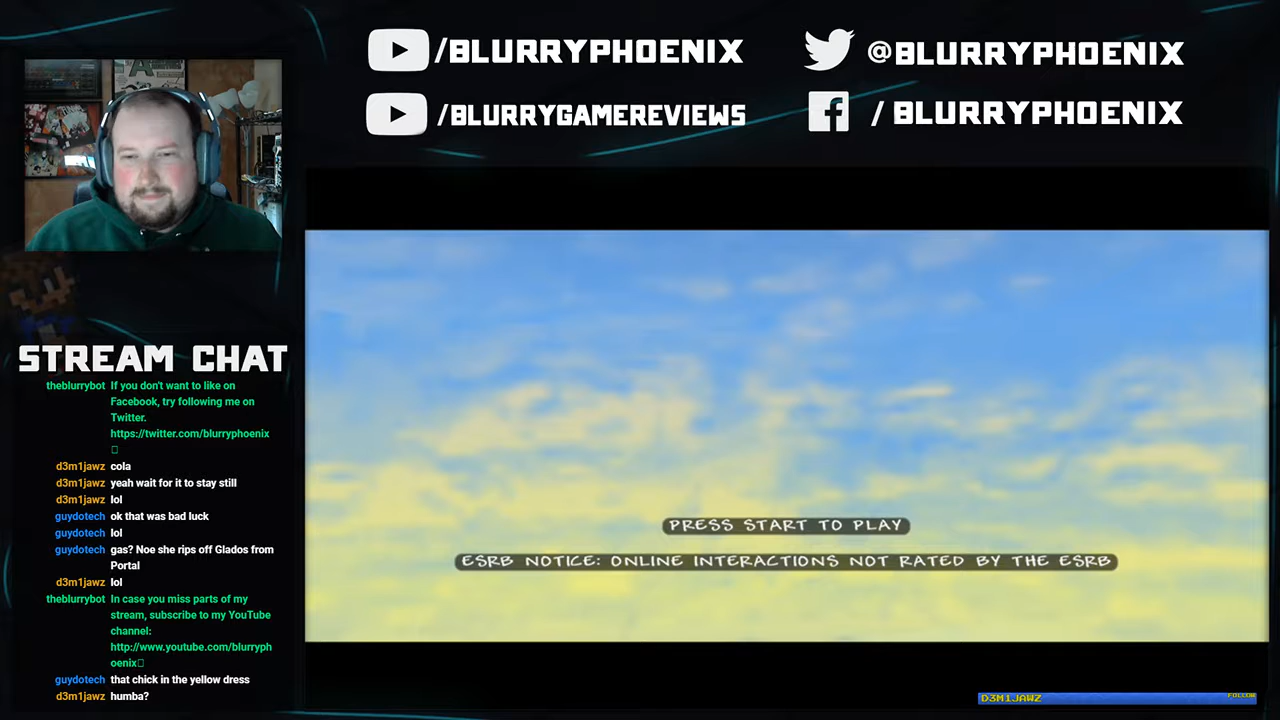 /BLURRYPHOENIX
@BLURRYPHOENIX
/BLURRYGAMEREVIEWS
/ BLURRYPHOENIX
STREAM CHAT
theblurrybot If you don't want to like on
Facebook, try following me on
Twitter.
https://twitter.com/blurryphoenix
d3m1jawz cola
d3m1jawz yeah wait for it to stay still
d3m1jawz lol
guydotech ok that was bad luck
guydotech lol
guydotech gas? Noe she rips off Glados from
Portal
d3m1jawz lol
theblurrybot In case you miss parts of my
stream, subscribe to my YouTube
channel:
http://www.youtube.com/blurryph
oenix
guydotech that chick in the yellow dress
d3m1jawz humba?
PRESS START TO PLAY
ESRB NOTICE: ONLINE INTERACTIONS NOT RATED BY THE ESRB
D3M1JAWZ
FOLLOW